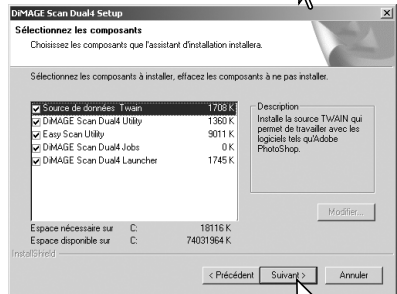 DiMAGE Scan Dual4 Setup
Sélectionnez les composants
Choisissez les composants que l'assistant d'installation installera.
Sélectionnez les composants à installer, effacez les composants à ne pas installer.
Source de données Twain 1708 K
DiMAGE Scan Dual4 Utility 1360 K
Easy Scan Utility 9011 K
DiMAGE Scan Dual4 Jobs 0 K
DiMAGE Scan Dual4 Launcher 1745 K
Description
Installe la source TWAIN qui
permet de travailler avec les
logiciels tels qu'Adobe
PhotoShop.
Modifier...
Espace nécessaire sur C: 18116 K
Espace disponible sur C: 74031964 K
InstallShield
< Précédent Suivant > Annuler